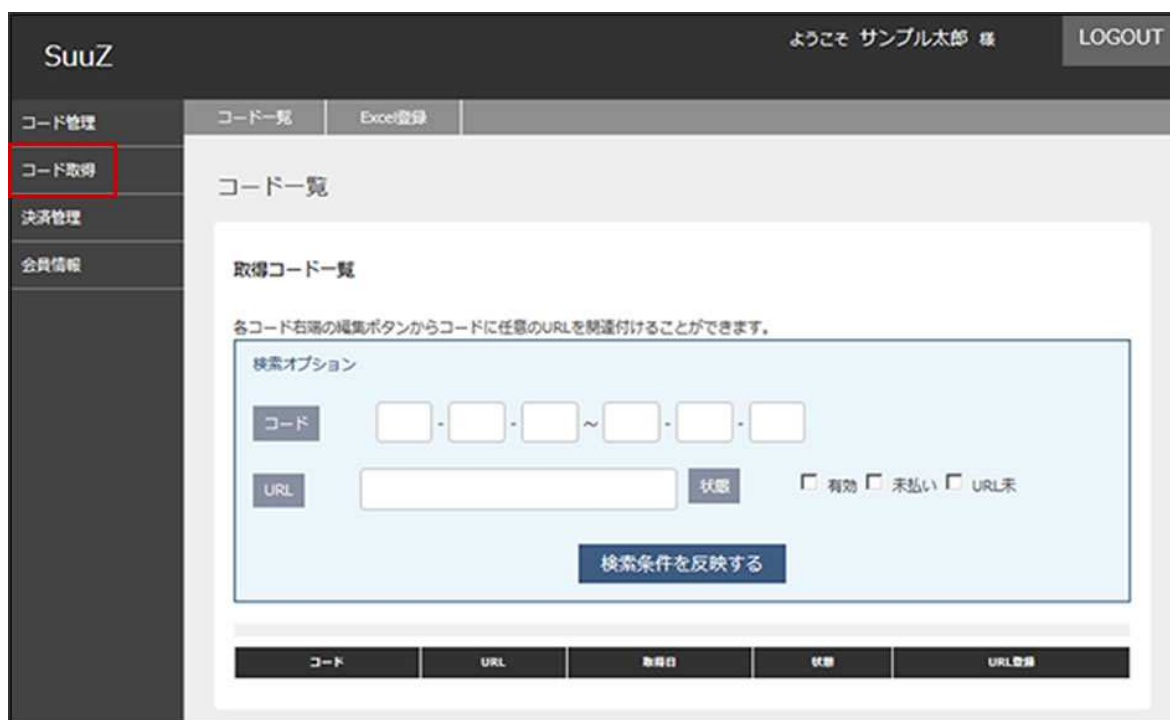 SuuZ
ようこそ サンプル太郎 様
LOGOUT
コード管理
コード取得
決済管理
会員情報
コード一覧 Excel登録
コード一覧
取得コード一覧
各コード右端の編集ボタンからコードに任意のURLを関連付けることができます。
検索オプション
コード - - ~ - -
URL 状態 有効 未払い URL未
検索条件を反映する
コード URL 取得日 状態 URL登録